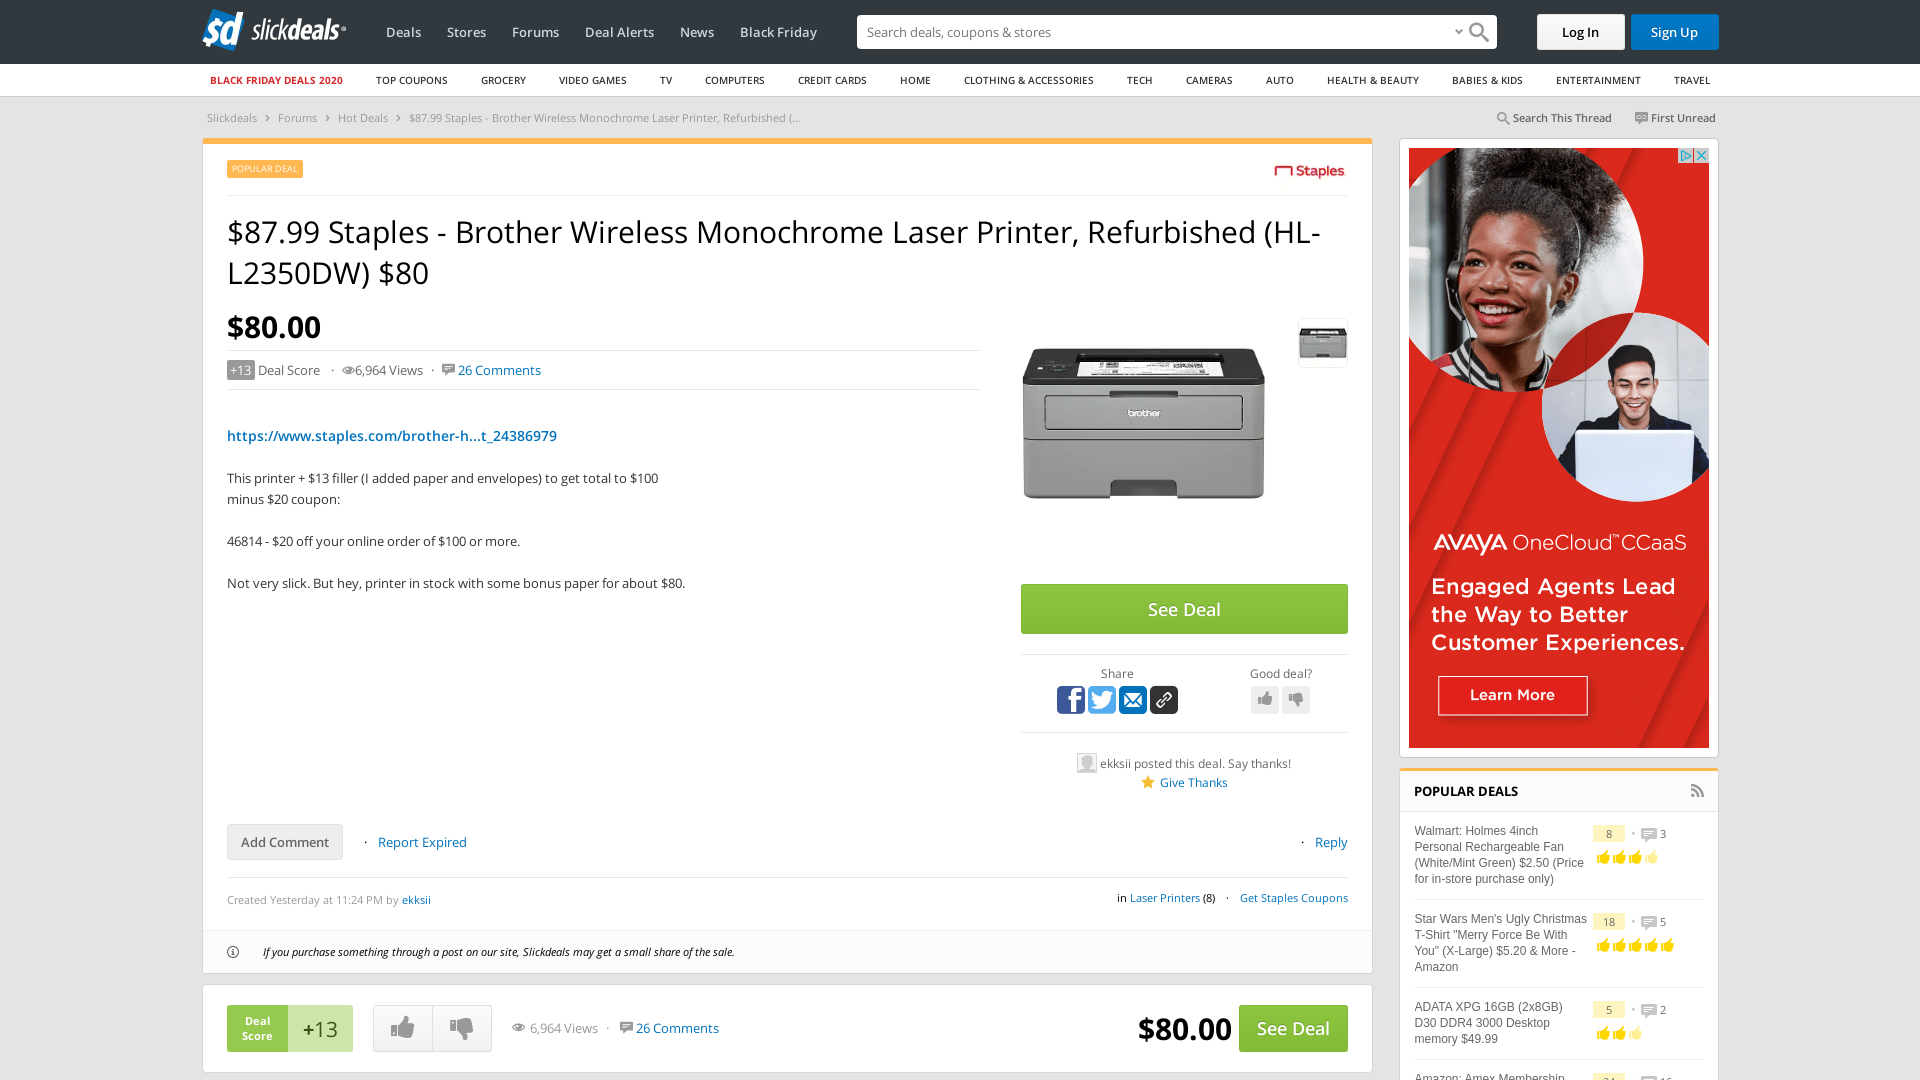 slickdeals
Deals
Stores
Forums
Deal Alerts
News
Black Friday
Search deals, coupons & stores
Log In
Sign Up
BLACK FRIDAY DEALS 2020
TOP COUPONS
GROCERY
VIDEO GAMES
TV
COMPUTERS
CREDIT CARDS
HOME
CLOTHING & ACCESSORIES
TECH
CAMERAS
AUTO
HEALTH & BEAUTY
BABIES & KIDS
ENTERTAINMENT
TRAVEL
Slickdeals > Forums > Hot Deals > $87.99 Staples - Brother Wireless Monochrome Laser Printer, Refurbished (...
Search This Thread
First Unread
POPULAR DEAL
Staples
$87.99 Staples - Brother Wireless Monochrome Laser Printer, Refurbished (HL-
L2350DW) $80
$80.00
+13 Deal Score · 6,964 Views · 26 Comments
https://www.staples.com/brother-h...t_24386979
This printer + $13 filler (I added paper and envelopes) to get total to $100
minus $20 coupon:
46814 - $20 off your online order of $100 or more.
Not very slick. But hey, printer in stock with some bonus paper for about $80.
brother
See Deal
Share
Good deal?
ekksii posted this deal. Say thanks!
Give Thanks
Add Comment · Report Expired
· Reply
Created Yesterday at 11:24 PM by ekksii
in Laser Printers (8) · Get Staples Coupons
If you purchase something through a post on our site, Slickdeals may get a small share of the sale.
Deal
Score
+13
6,964 Views · 26 Comments
$80.00
See Deal
AVAYA OneCloud™CCaaS
Engaged Agents Lead
the Way to Better
Customer Experiences.
Learn More
POPULAR DEALS
Walmart: Holmes 4inch
Personal Rechargeable Fan
(White/Mint Green) $2.50 (Price
for in-store purchase only)
8 • 3
Star Wars Men's Ugly Christmas
T-Shirt "Merry Force Be With
You" (X-Large) $5.20 & More -
Amazon
18 • 5
ADATA XPG 16GB (2x8GB)
D30 DDR4 3000 Desktop
memory $49.99
5 • 2
Amazon: Amex Membership